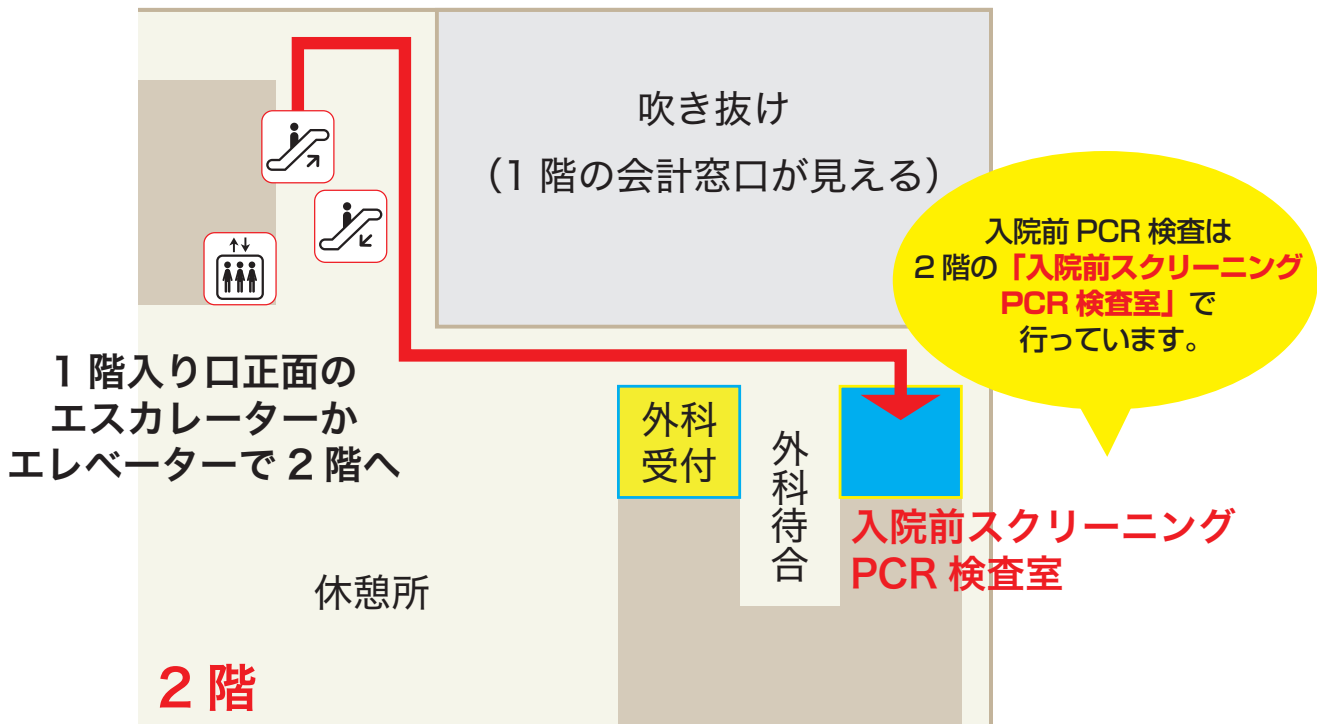 吹き抜け
（1 階の会計窓口が見える）
入院前 PCR 検査は
2 階の「入院前スクリーニング
PCR 検査室」で
行っています。
1 階入り口正面の
エスカレーターか
エレベーターで 2 階へ
外科
受付
外科待合
入院前スクリーニング
PCR 検査室
休憩所
2 階